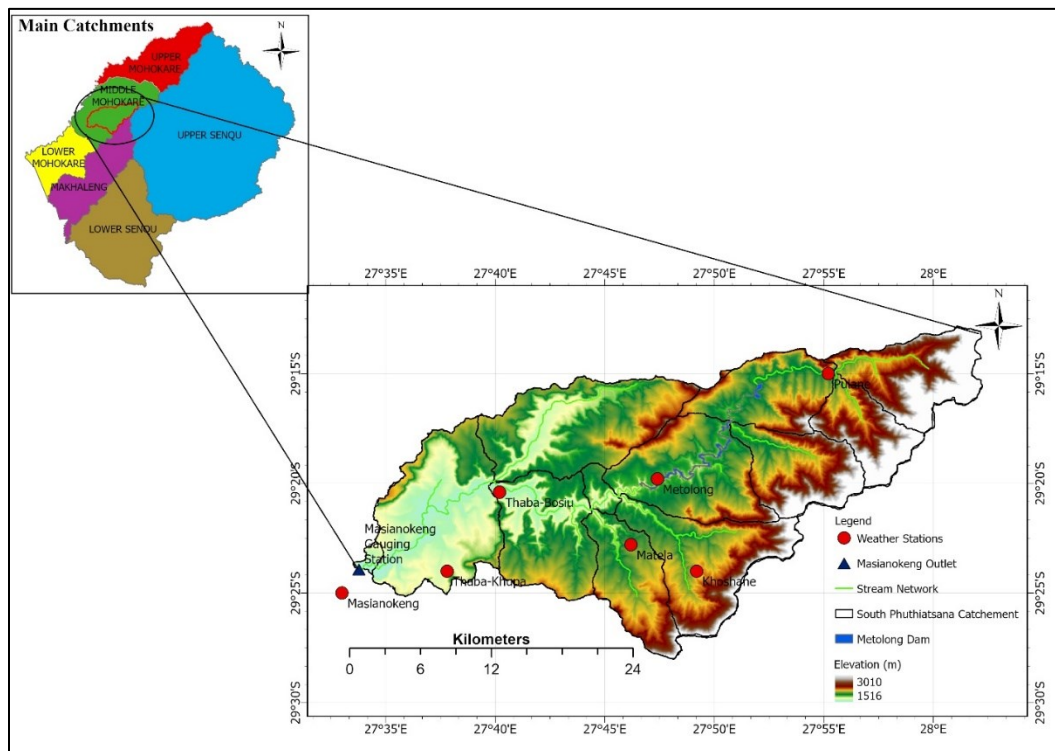 Main Catchments
N
UPPER
MOHOKARE
MIDDLE
MOHOKARE
UPPER SENQU
LOWER
MOHOKARE
MAKHALENG
LOWER SENQU
27°35'E
27°40'E
27°45'E
27°50'E
27°55'E
28°E
N
29°15'S
29°15'S
Pulane
29°20'S
29°20'S
Metolong
Thaba-Bosiu
Masianokeng
Gauging
Station
Mateja
Thaba-Khupa
Khoshane
Masianokeng
29°25'S
29°25'S
Legend
Weather Stations
Masianokeng Outlet
Stream Network
South Phuthiatsana Catchement
Metolong Dam
Elevation (m)
3010
1516
Kilometers
0
6
12
24
29°30'S
29°30'S
27°35'E
27°40'E
27°45'E
27°50'E
27°55'E
28°E